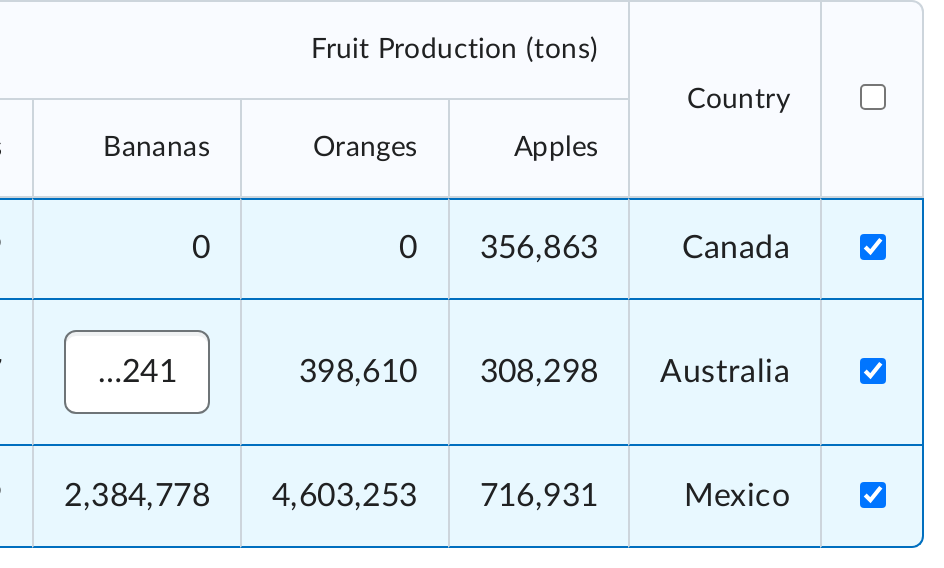 Fruit Production (tons)
Country
Bananas Oranges Apples
0 0 356,863 Canada
...241 398,610 308,298 Australia
2,384,778 4,603,253 716,931 Mexico